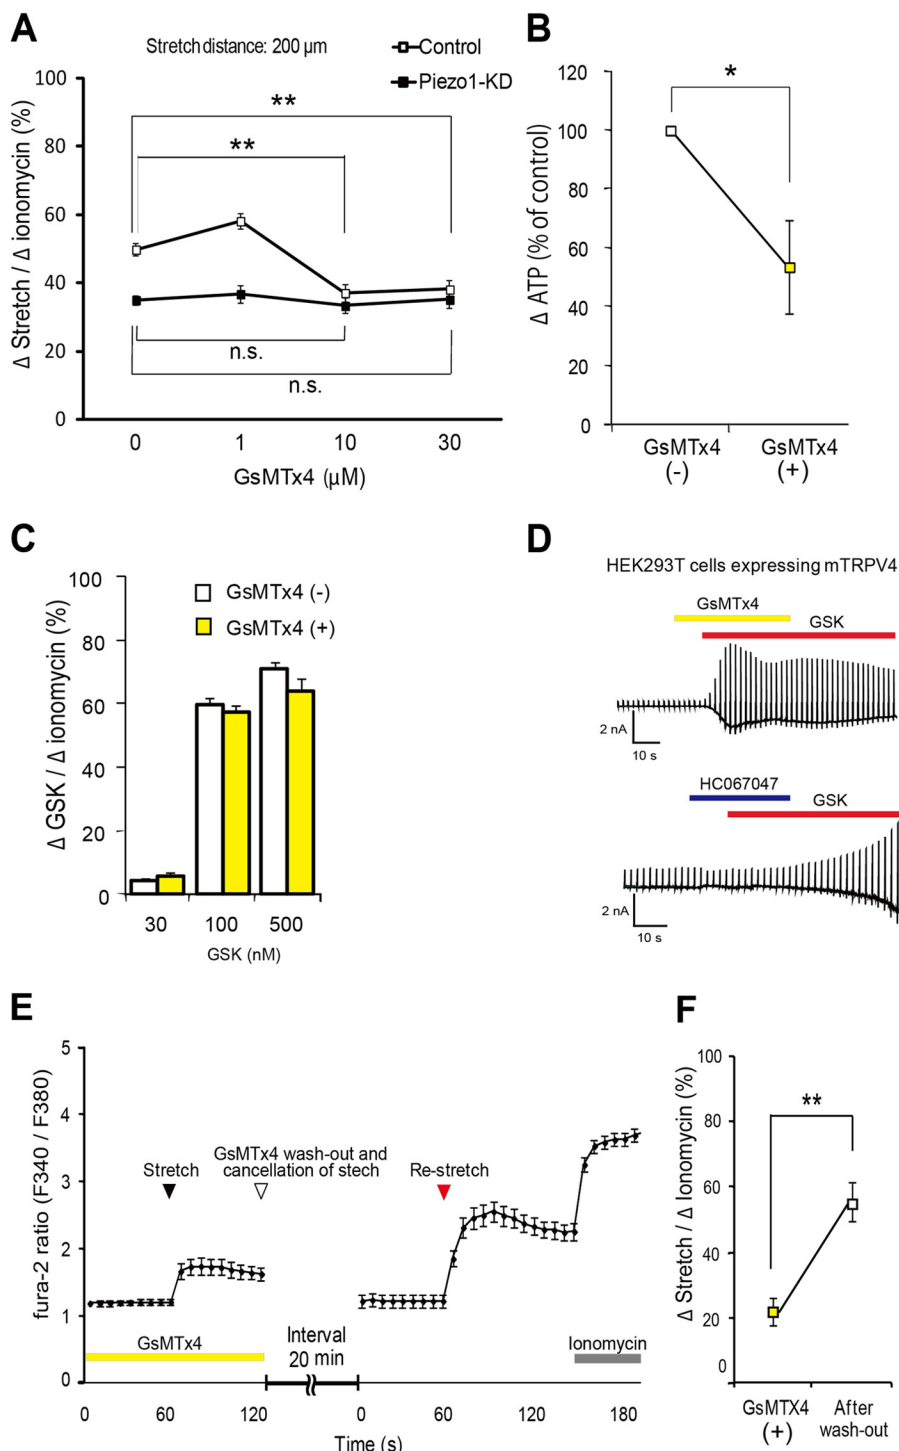 A
Stretch distance: 200 µm
Control
Piezo1-KD
Δ Stretch / Δ ionomycin (%)
100
80
60
40
20
0
**
**
n.s.
n.s.
0 1 10 30
GsMTx4 (µM)
B
Δ ATP (% of control)
120
100
80
60
40
20
0
*
GsMTx4 (-)
GsMTx4 (+)
C
Δ GSK / Δ ionomycin (%)
100
80
60
40
20
0
GsMTx4 (-)
GsMTx4 (+)
30 100 500
GSK (nM)
D
HEK293T cells expressing mTRPV4
GsMTx4
GSK
2 nA
10 s
HC067047
GSK
2 nA
10 s
E
fura-2 ratio (F340 / F380)
5
4
3
2
1
0
Stretch
GsMTx4 wash-out and
cancellation of stech
Re-stretch
GsMTx4
Interval
20 min
Ionomycin
0 60 120 0 60 120 180
Time (s)
F
Δ Stretch / Δ Ionomycin (%)
100
80
60
40
20
0
**
GsMTX4
(+)
After
wash-out